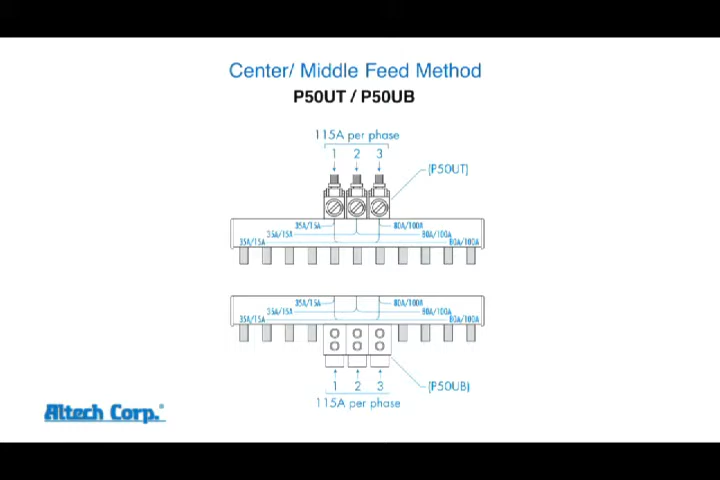 Center/ Middle Feed Method
P50UT / P50UB
115A per phase
1 2 3
(P50UT)
35A/15A 80A/100A
35A/15A 80A/100A
35A/15A 80A/100A
35A/15A 80A/100A
35A/15A 80A/100A
35A/15A 80A/100A
1 2 3
(P50UB)
115A per phase
Altech Corp.®